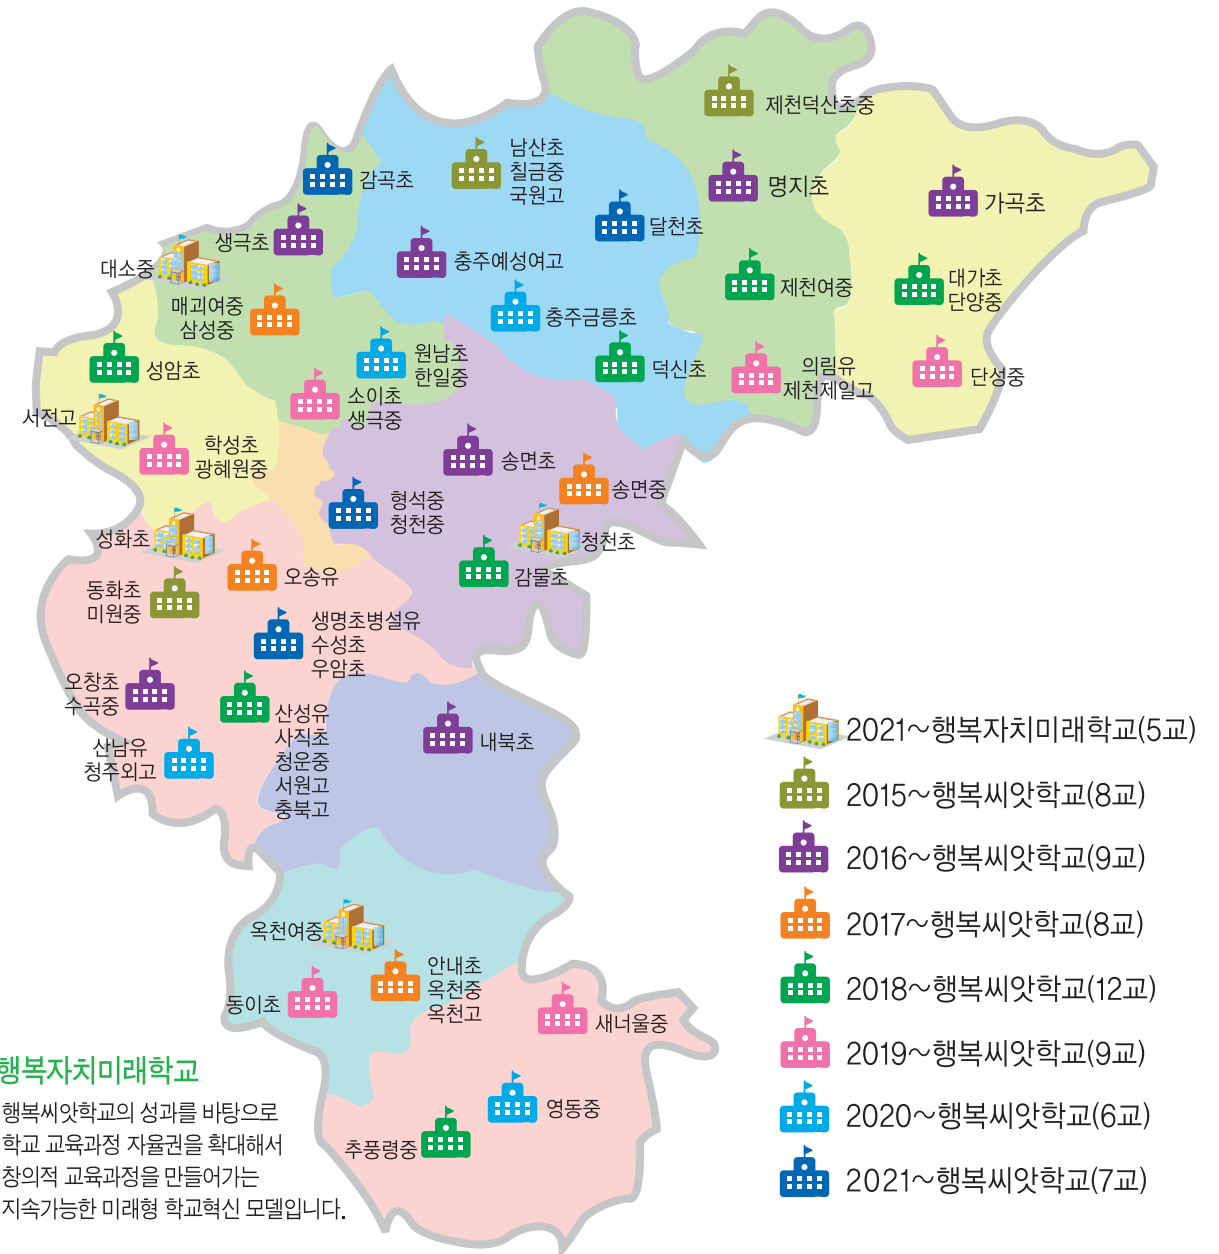 제천덕산초중
남산초
칠금중
국원고
감곡초
명지초
가곡초
달천초
생극초
대소중
충주예성여고
대가초
단양중
제천여중
매괴여중
삼성중
충주금릉초
원남초
한일중
성암초
덕신초
의림유
제천제일고
단성중
소이초
생극중
서전고
학성초
광혜원중
송면초
송면중
형석중
청천중
성화초
청천초
오송유
감물초
동화초
미원중
생명초병설유
수성초
우암초
오창초
수곡중
산성유
사직초
청운중
서원고
충북고
내북초
산남유
청주외고
2021~행복자치미래학교(5교)
2015~행복씨앗학교(8교)
2016~행복씨앗학교(9교)
2017~행복씨앗학교(8교)
2018~행복씨앗학교(12교)
2019~행복씨앗학교(9교)
2020~행복씨앗학교(6교)
2021~행복씨앗학교(7교)
옥천여중
안내초
옥천중
옥천고
동이초
새너울중
영동중
추풍령중
행복자치미래학교
행복씨앗학교의 성과를 바탕으로
학교 교육과정 자율권을 확대해서
창의적 교육과정을 만들어가는
지속가능한 미래형 학교혁신 모델입니다.